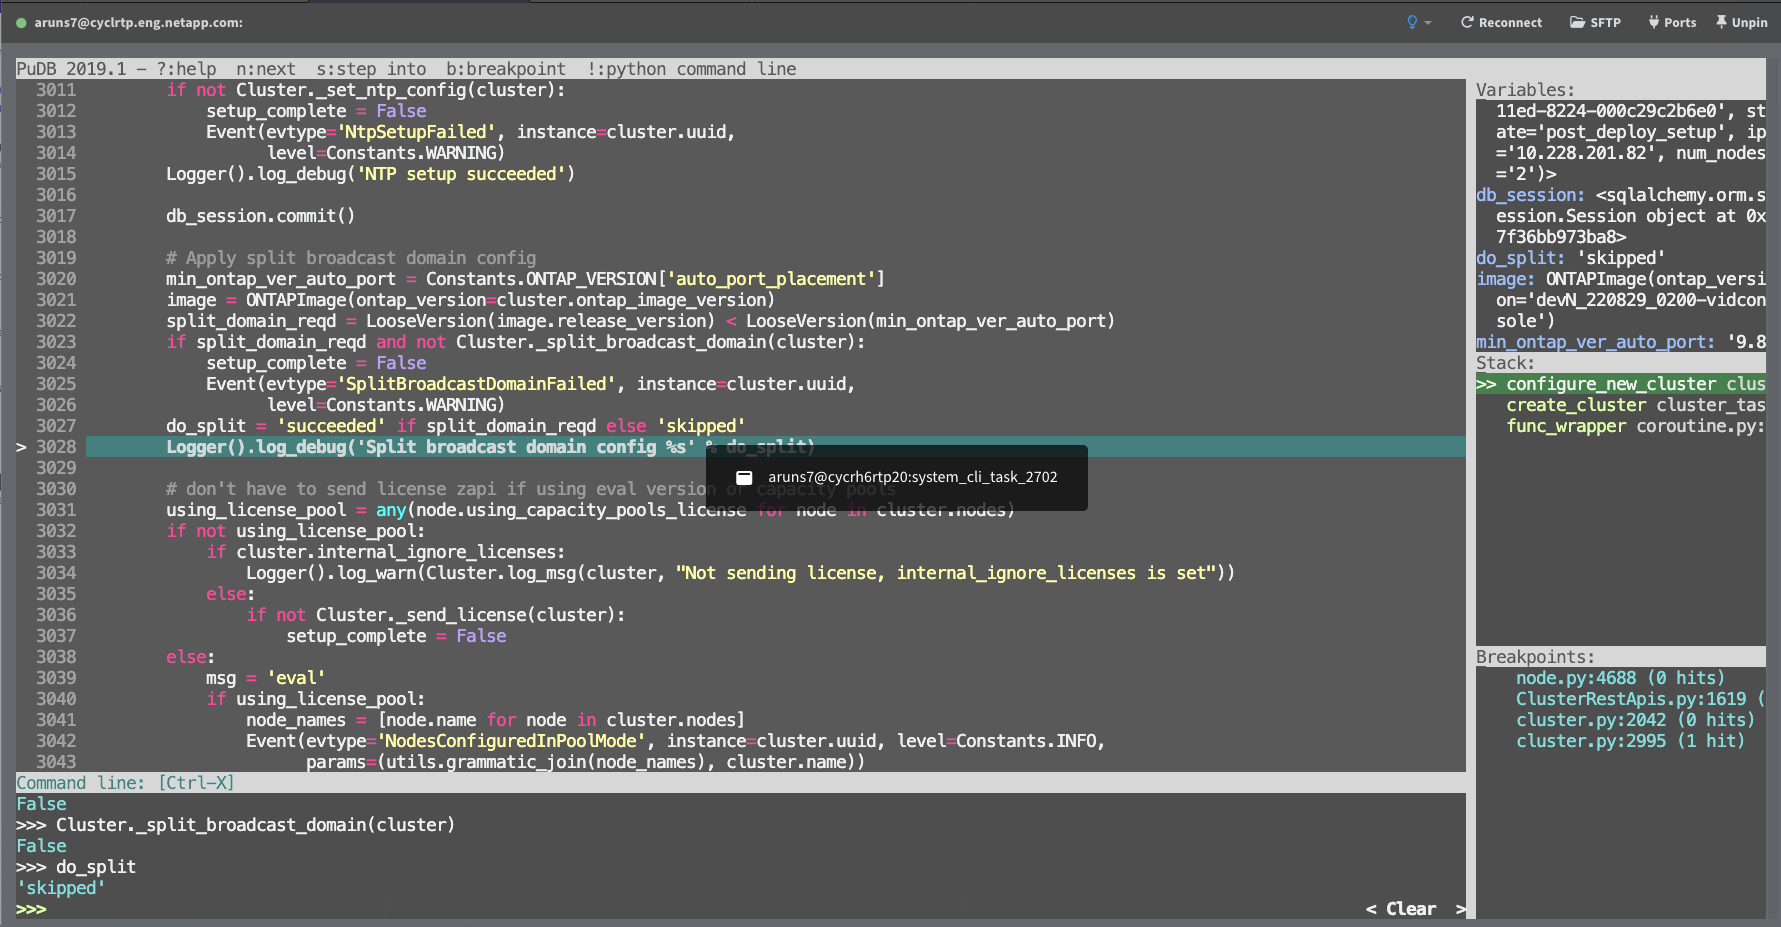 aruns7@cyclrtp.eng.netapp.com:
Reconnect SFTP Ports Unpin
PuDB 2019.1 - ?:help n:next s:step into b:breakpoint !:python command line
3011 if not Cluster._set_ntp_config(cluster):
3012 setup_complete = False
3013 Event(evtype='NtpSetupFailed', instance=cluster.uuid,
3014 level=Constants.WARNING)
3015 Logger().log_debug('NTP setup succeeded')
3016
3017 db_session.commit()
3018
3019 # Apply split broadcast domain config
3020 min_ontap_ver_auto_port = Constants.ONTAP_VERSION['auto_port_placement']
3021 image = ONTAPImage(ontap_version=cluster.ontap_image_version)
3022 split_domain_reqd = LooseVersion(image.release_version) < LooseVersion(min_ontap_ver_auto_port)
3023 if split_domain_reqd and not Cluster._split_broadcast_domain(cluster):
3024 setup_complete = False
3025 Event(evtype='SplitBroadcastDomainFailed', instance=cluster.uuid,
3026 level=Constants.WARNING)
3027 do_split = 'succeeded' if split_domain_reqd else 'skipped'
> 3028 Logger().log_debug('Split broadcast domain config %s' % do_split)
3029
3030 # don't have to send license zapi if using eval version or capacity pools
3031 using_license_pool = any(node.using_capacity_pools_license for node in cluster.nodes)
3032 if not using_license_pool:
3033 if cluster.internal_ignore_licenses:
3034 Logger().log_warn(Cluster.log_msg(cluster, "Not sending license, internal_ignore_licenses is set"))
3035 else:
3036 if not Cluster._send_license(cluster):
3037 setup_complete = False
3038 else:
3039 msg = 'eval'
3040 if using_license_pool:
3041 node_names = [node.name for node in cluster.nodes]
3042 Event(evtype='NodesConfiguredInPoolMode', instance=cluster.uuid, level=Constants.INFO,
3043 params=(utils.grammatic_join(node_names), cluster.name))
aruns7@cycrh6rtp20:system_cli_task_2702
Command line: [Ctrl-X]
False
>>> Cluster._split_broadcast_domain(cluster)
False
>>> do_split
'skipped'
>>>
< Clear >
Variables:
11ed-8224-000c29c2b6e0', st
ate='post_deploy_setup', ip
='10.228.201.82', num_nodes
='2')>
db_session: <sqlalchemy.orm.s
ession.Session object at 0x
7f36bb973ba8>
do_split: 'skipped'
image: ONTAPImage(ontap_versi
on='devN_220829_0200-vidcon
sole')
min_ontap_ver_auto_port: '9.8
Stack:
>> configure_new_cluster clus
create_cluster cluster_tas
func_wrapper coroutine.py:
Breakpoints:
node.py:4688 (0 hits)
ClusterRestApis.py:1619 (
cluster.py:2042 (0 hits)
cluster.py:2995 (1 hit)